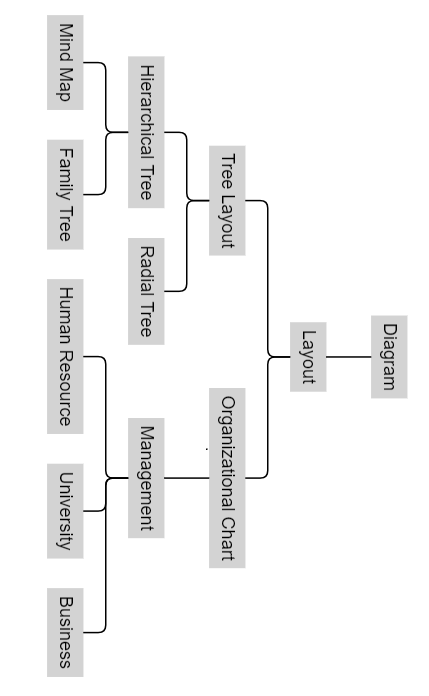 Diagram
Layout
Tree Layout
Organizational Chart
Hierarchical Tree
Radial Tree
Management
Mind Map
Family Tree
Human Resource
University
Business